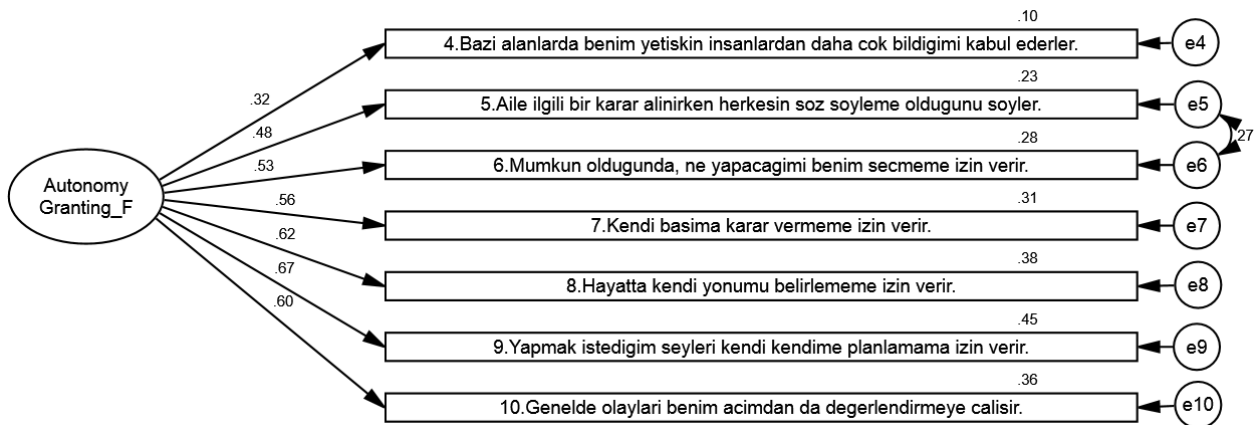 .10
4.Bazi alanlarda benim yetiskin insanlardan daha cok bildigimi kabul ederler.
e4
.32
.23
5.Aile ilgili bir karar alinirken herkesin soz soyleme oldugunu soyler.
e5
.48
.27
.28
6.Mumkun oldugunda, ne yapacagimi benim secmeme izin verir.
e6
.53
Autonomy
Granting_F
.56
.31
7.Kendi basima karar vermeme izin verir.
e7
.62
.38
8.Hayatta kendi yonumu belirlememe izin verir.
e8
.67
.45
9.Yapmak istedigim seyleri kendi kendime planlamama izin verir.
e9
.60
.36
10.Genelde olaylari benim acimdan da degerlendirmeye calisir.
e10